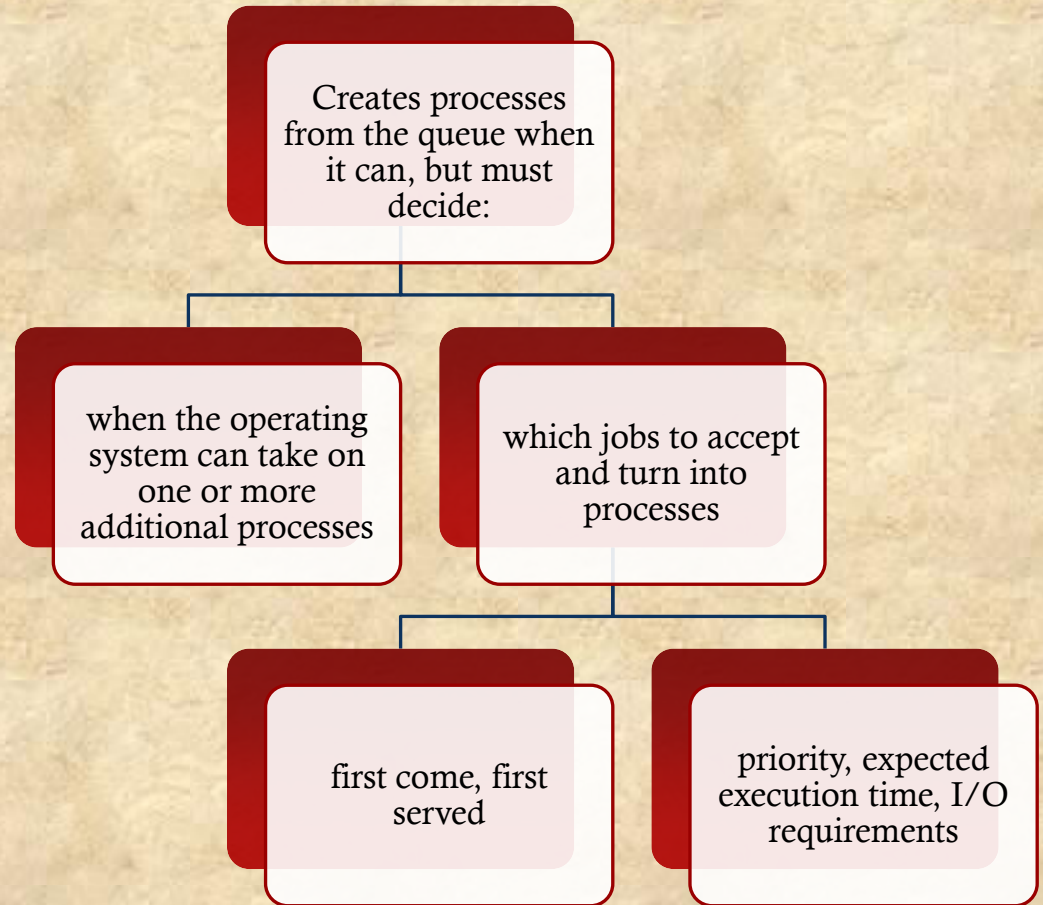 Creates processes
from the queue when
it can, but must
decide:
when the operating
system can take on
one or more
additional processes
which jobs to accept
and turn into
processes
first come, first
served
priority, expected
execution time, I/O
requirements